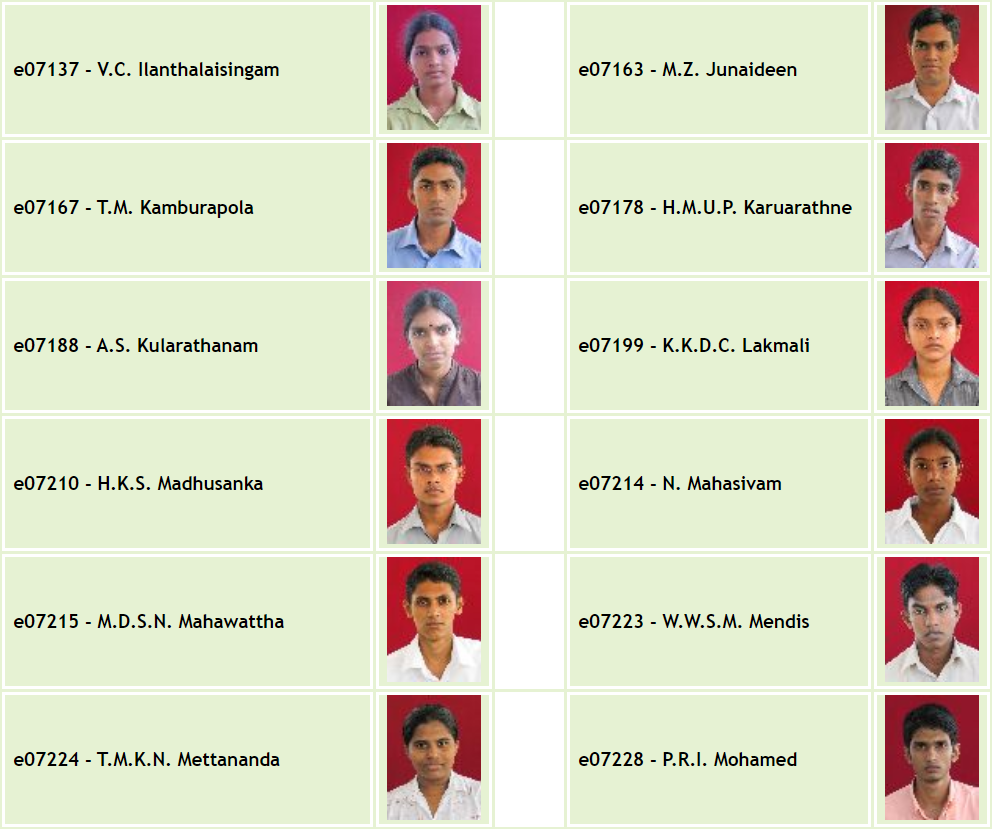 e07137 - V.C. Ilanthalaisingam
e07163 - M.Z. Junaideen
e07167 - T.M. Kamburapola
e07178 - H.M.U.P. Karuarathne
e07188 - A.S. Kularathanam
e07199 - K.K.D.C. Lakmali
e07210 - H.K.S. Madhusanka
e07214 - N. Mahasivam
e07215 - M.D.S.N. Mahawattha
e07223 - W.W.S.M. Mendis
e07224 - T.M.K.N. Mettananda
e07228 - P.R.I. Mohamed